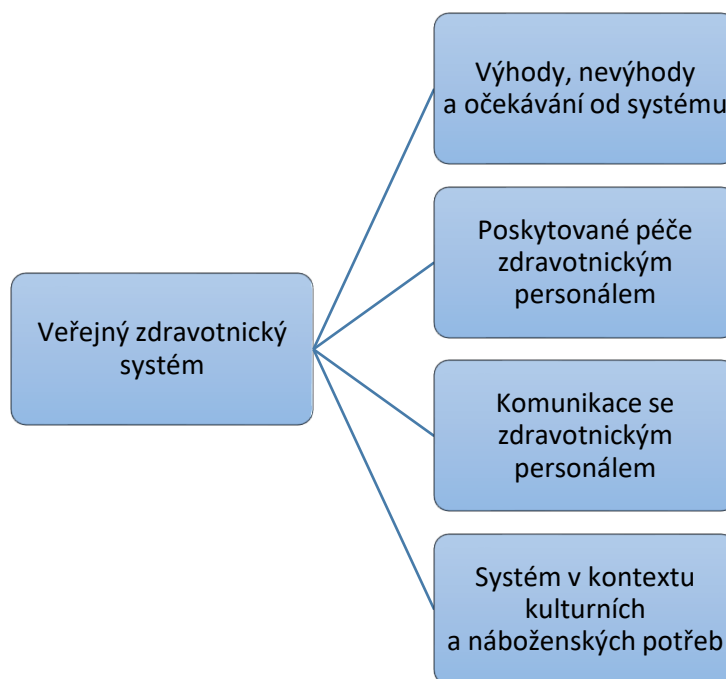 Výhody, nevýhody
a očekávání od systému
Poskytované péče
zdravotnickým
personálem
Veřejný zdravotnický
systém
Komunikace se
zdravotnickým
personálem
Systém v kontextu
kulturních
a náboženských potřeb